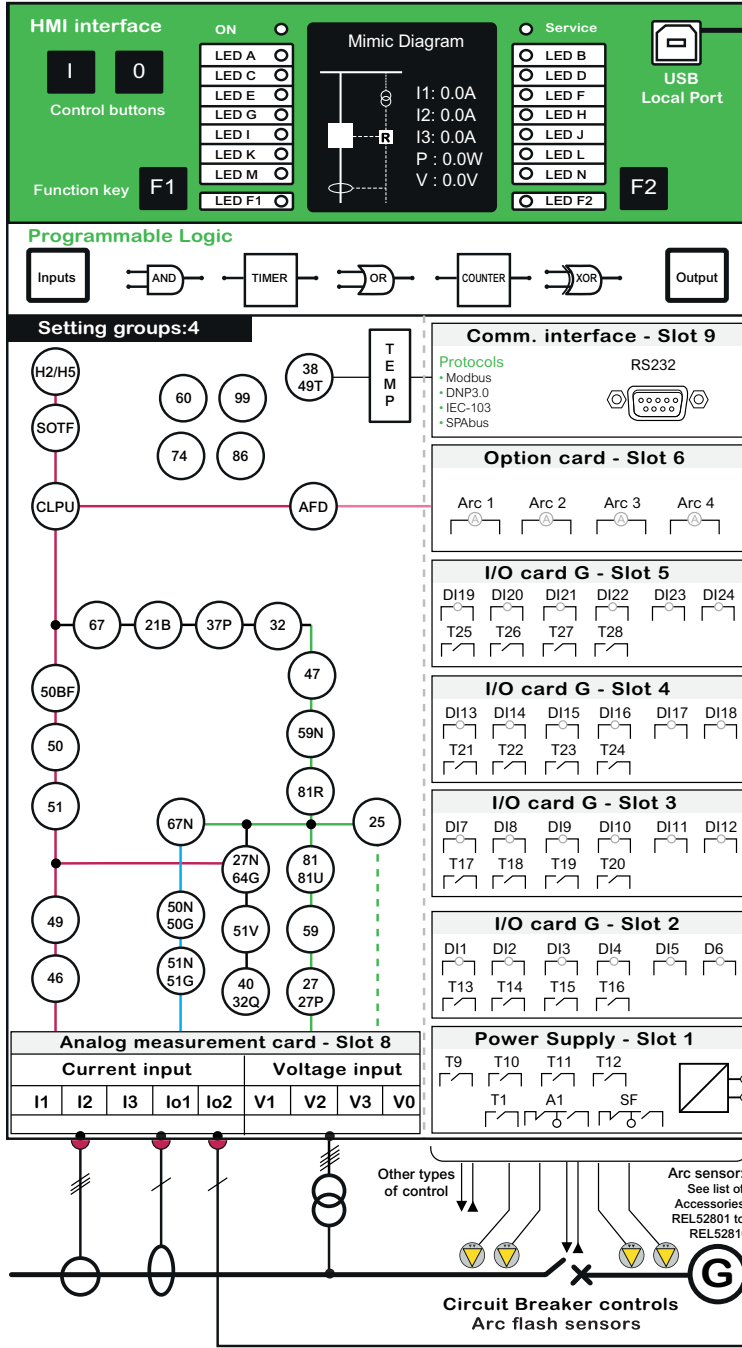 HMI interface
I
0
Control buttons
Function key
F1
ON
LED A
LED C
LED E
LED G
LED I
LED K
LED M
LED F1
Mimic Diagram
R
I1: 0.0A
I2: 0.0A
I3: 0.0A
P : 0.0W
V : 0.0V
Service
LED B
LED D
LED F
LED H
LED J
LED L
LED N
LED F2
F2
USB
Local Port
Programmable Logic
Inputs
AND
TIMER
OR
COUNTER
XOR
Output
Setting groups:4
H2/H5
SOTF
CLPU
60
99
74
86
38
49T
TEMP
AFD
67
21B
37P
32
47
59N
81R
50BF
50
51
67N
25
27N
64G
81
81U
49
50N
50G
51V
59
46
51N
51G
40
32Q
27
27P
Comm. interface - Slot 9
Protocols
• Modbus
• DNP3.0
• IEC-103
• SPAbus
RS232
Option card - Slot 6
Arc 1 Arc 2 Arc 3 Arc 4
A A A A
I/O card G - Slot 5
DI19 DI20 DI21 DI22 DI23 DI24
T25 T26 T27 T28
I/O card G - Slot 4
DI13 DI14 DI15 DI16 DI17 DI18
T21 T22 T23 T24
I/O card G - Slot 3
DI7 DI8 DI9 DI10 DI11 DI12
T17 T18 T19 T20
I/O card G - Slot 2
DI1 DI2 DI3 DI4 DI5 D6
T13 T14 T15 T16
Power Supply - Slot 1
T9 T10 T11 T12
T1 A1 SF
Analog measurement card - Slot 8
Current input Voltage input
I1 I2 I3 Io1 Io2 V1 V2 V3 V0
Other types
of control
Arc sensor:
See list of
Accessories
REL52801 to
REL5281
G
Circuit Breaker controls
Arc flash sensors